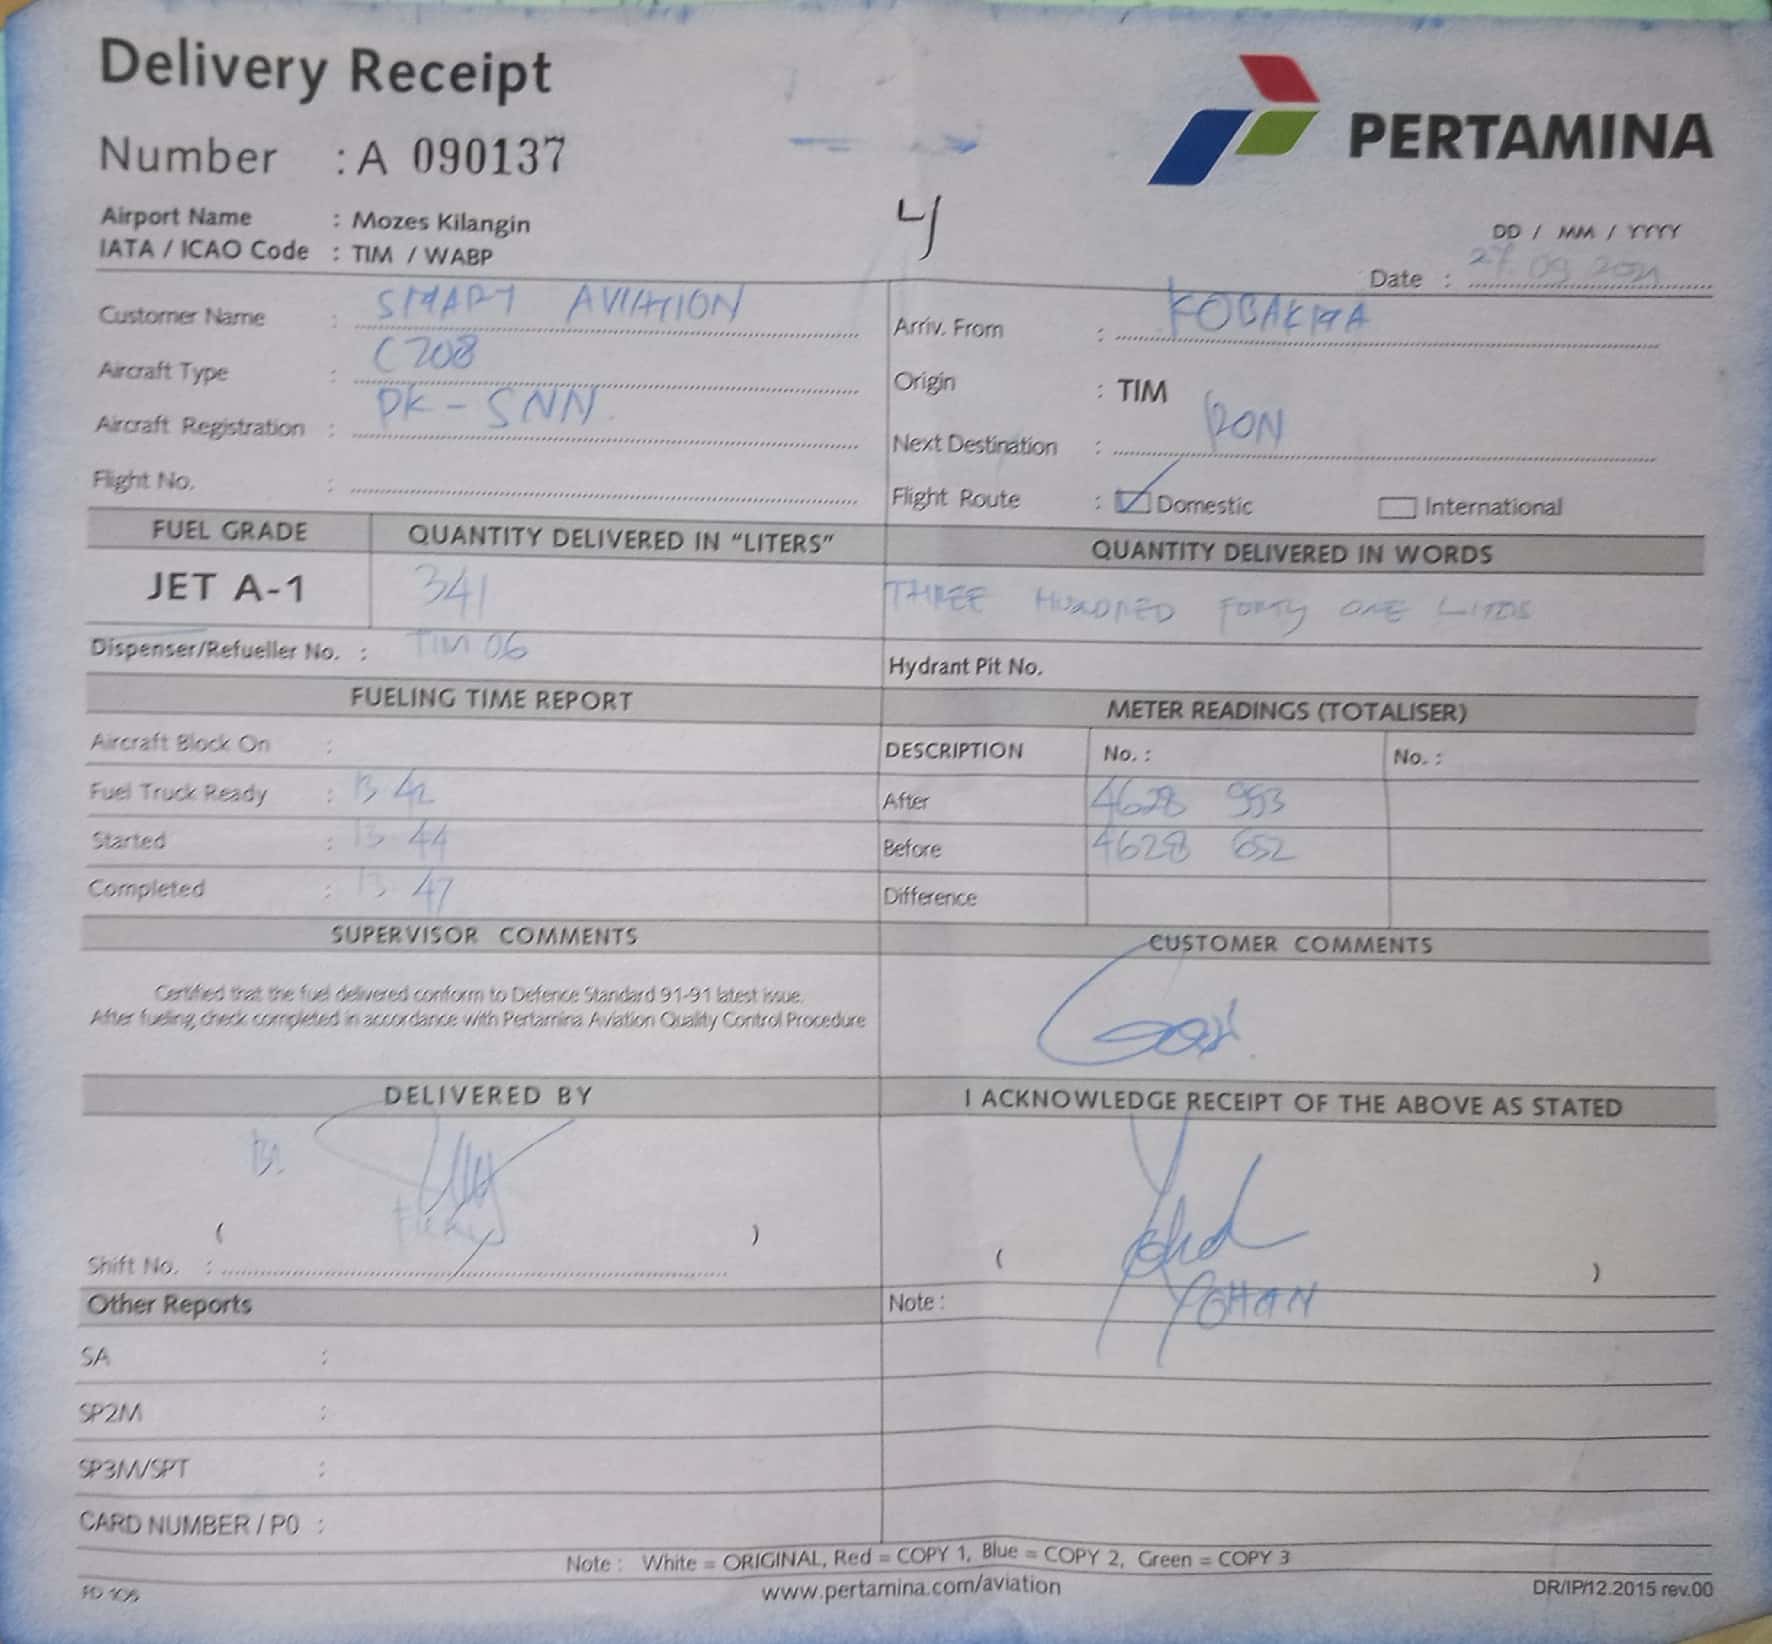 Delivery Receipt
PERTAMINA
Number : A 090137
4
Airport Name : Mozes Kilangin
IATA / ICAO Code : TIM / WABP
DD / MM / YYYY
Date : 27 09 2021
Customer Name : SMART AVIATION
Arriv. From : KOBAKMA
Aircraft Type : C208
Origin : TIM
Aircraft Registration : PK - SNN
Next Destination : RON
Flight No. :
Flight Route : Domestic International
FUEL GRADE QUANTITY DELIVERED IN "LITERS" QUANTITY DELIVERED IN WORDS
JET A-1 341 THREE HUNDRED FORTY ONE
Dispenser/Refueller No. : TIM 06 Hydrant Pit No.
FUELING TIME REPORT METER READINGS (TOTALISER)
Aircraft Block On : DESCRIPTION No. : No. :
Fuel Truck Ready : 13 42 After 4628 993
Started : 13 44 Before 4628 652
Completed : 13 47 Difference
SUPERVISOR COMMENTS CUSTOMER COMMENTS
Certified that the fuel delivered conform to Defence Standard 91-91 latest issue.
After fueling check completed in accordance with Pertamina Aviation Quality Control Procedure
DELIVERED BY I ACKNOWLEDGE RECEIPT OF THE ABOVE AS STATED
( ) ( )
YOHAN
Shift No. :
Other Reports Note :
SA :
SP2M :
SP3M/SPT :
CARD NUMBER / PO :
Note : White = ORIGINAL, Red = COPY 1, Blue = COPY 2, Green = COPY 3
FD 106 www.pertamina.com/aviation DR/IP/12.2015 rev.00